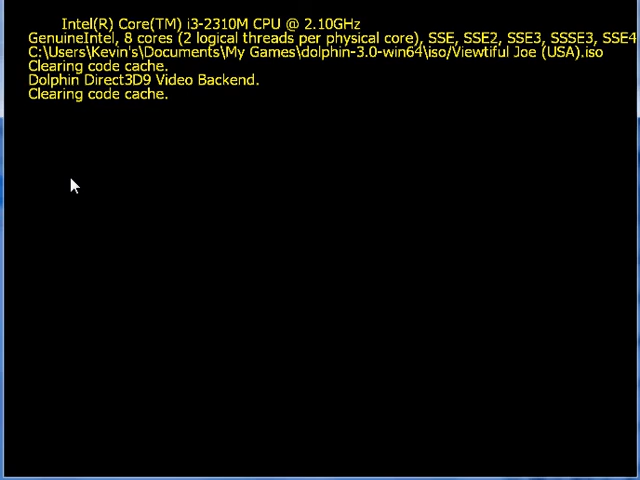 Intel(R) Core(TM) i3-2310M CPU @ 2.10GHz
GenuineIntel, 8 cores (2 logical threads per physical core), SSE, SSE2, SSE3, SSSE3, SSE4
C:\Users\Kevin's\Documents\My Games\dolphin-3.0-win64\iso/Viewtiful Joe (USA).iso
Clearing code cache.
Dolphin Direct3D9 Video Backend.
Clearing code cache.